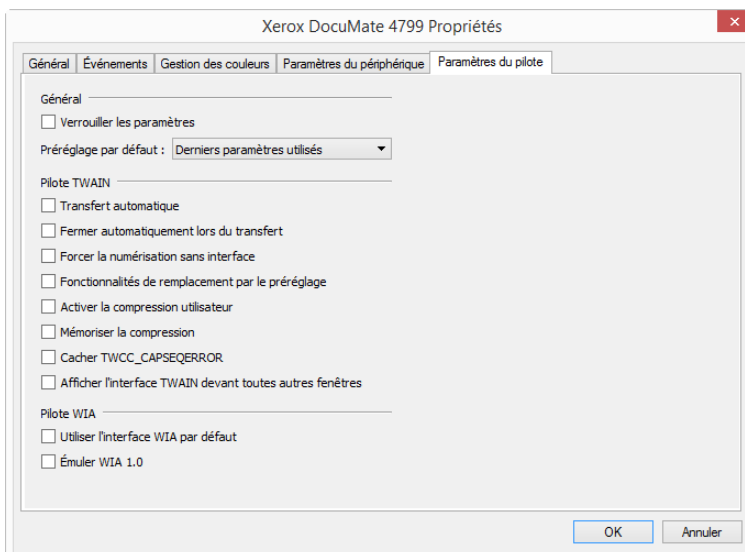 Xerox DocuMate 4799 Propriétés
Général Événements Gestion des couleurs Paramètres du périphérique Paramètres du pilote
Général
Verrouiller les paramètres
Préréglage par défaut : Derniers paramètres utilisés
Pilote TWAIN
Transfert automatique
Fermer automatiquement lors du transfert
Forcer la numérisation sans interface
Fonctionnalités de remplacement par le préréglage
Activer la compression utilisateur
Mémoriser la compression
Cacher TWCC_CAPSEQERROR
Afficher l'interface TWAIN devant toutes autres fenêtres
Pilote WIA
Utiliser l'interface WIA par défaut
Émuler WIA 1.0
OK Annuler